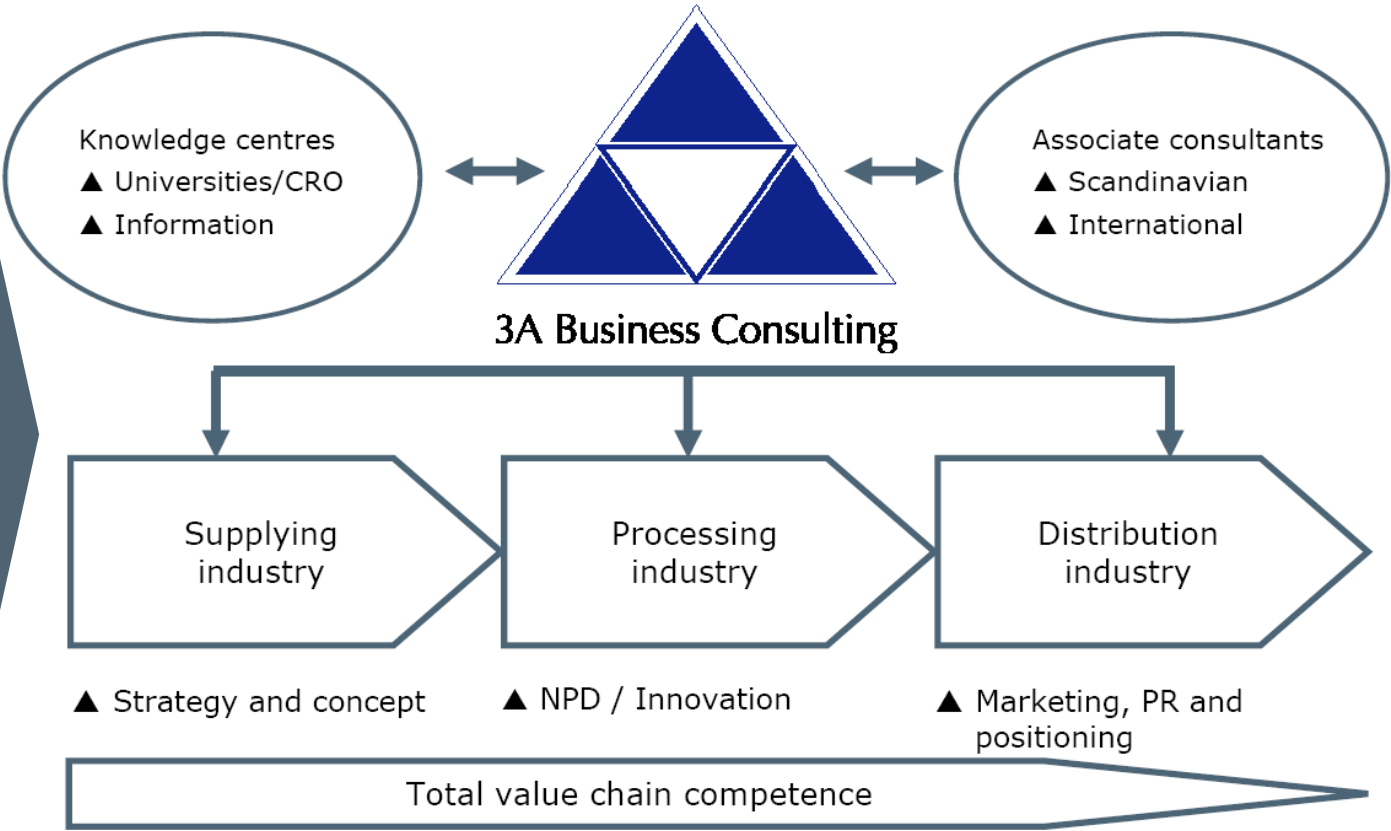 Knowledge centres
▲ Universities/CRO
▲ Information
Associate consultants
▲ Scandinavian
▲ International
3A Business Consulting
Supplying
industry
Processing
industry
Distribution
industry
▲ Strategy and concept
▲ NPD / Innovation
▲ Marketing, PR and
positioning
Total value chain competence